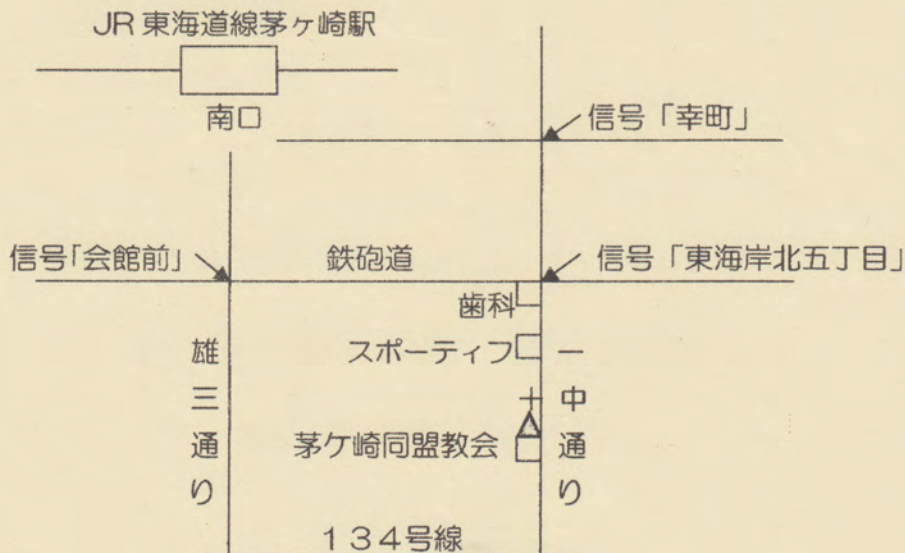 JR東海道線茅ヶ崎駅
南口
信号「幸町」
信号「会館前」
鉄砲道
信号「東海岸北五丁目」
歯科
スポーティフ
茅ケ崎同盟教会
雄三通り
一中通り
134号線